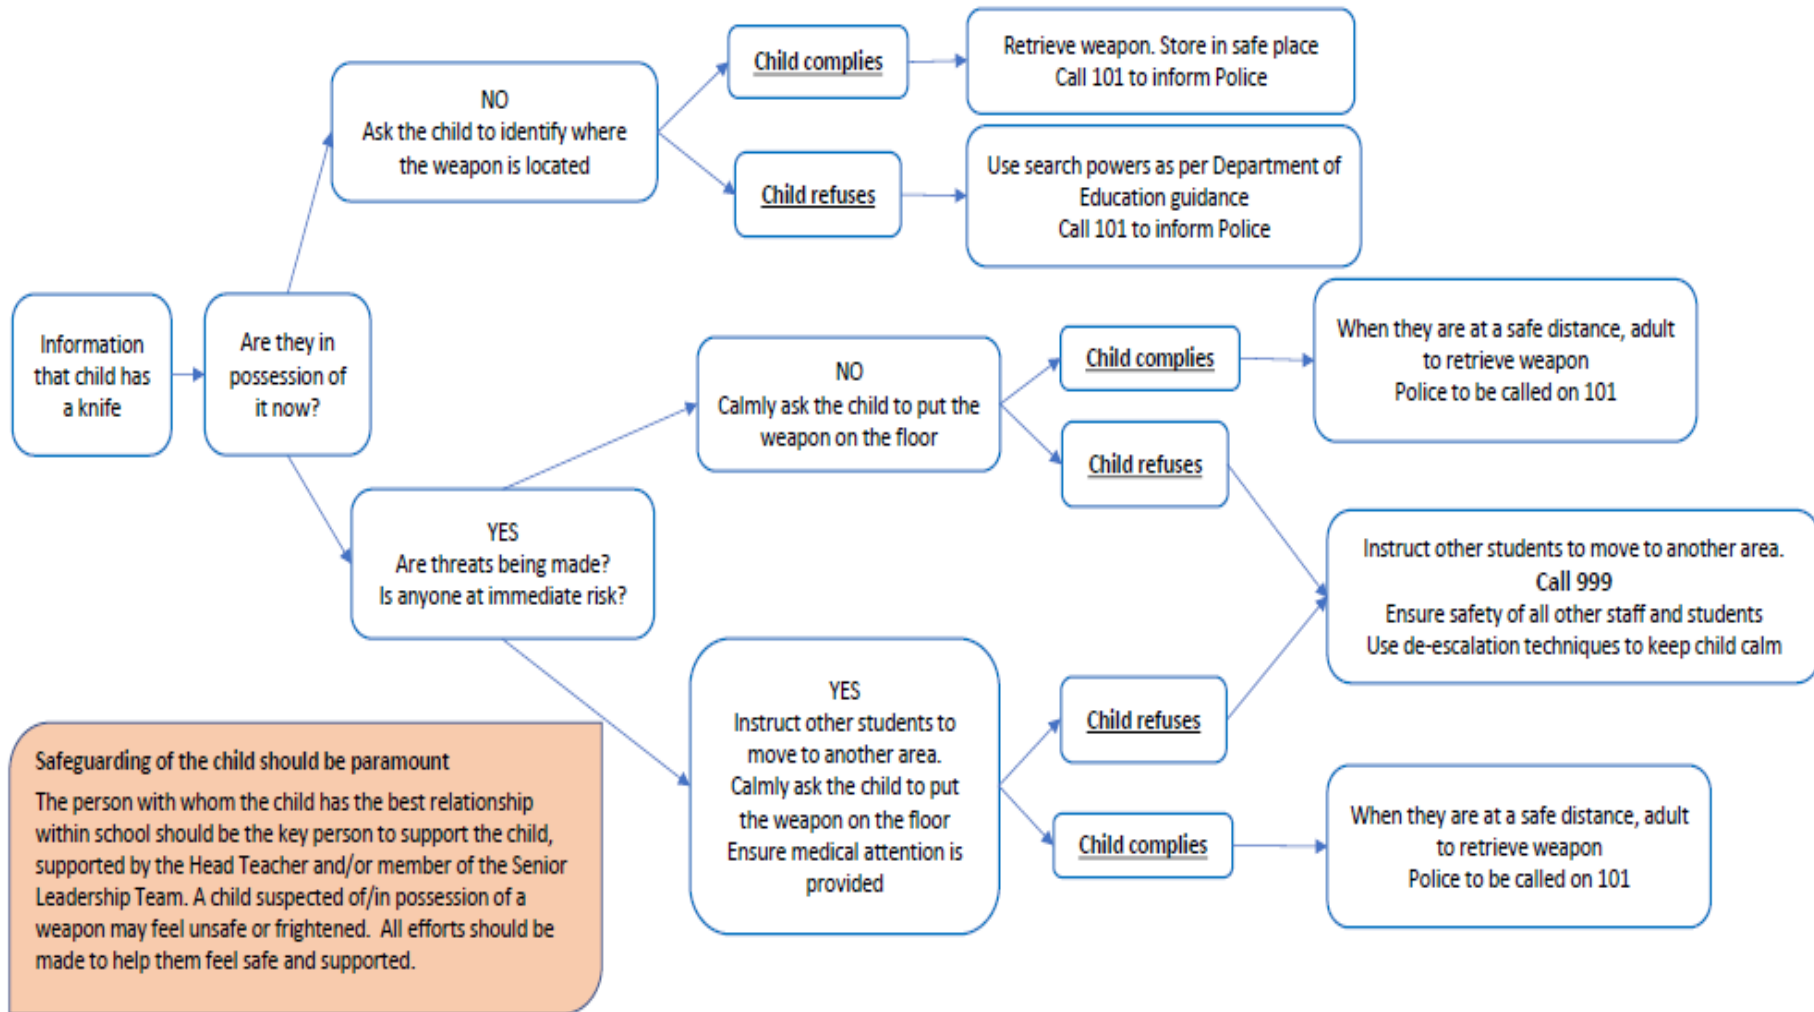 Information
that child has
a knife
Are they in
possession of
it now?
NO
Ask the child to identify where
the weapon is located
Child complies
Retrieve weapon. Store in safe place
Call 101 to inform Police
Child refuses
Use search powers as per Department of
Education guidance
Call 101 to inform Police
YES
Are threats being made?
Is anyone at immediate risk?
NO
Calmly ask the child to put the
weapon on the floor
Child complies
When they are at a safe distance, adult
to retrieve weapon
Police to be called on 101
Child refuses
Instruct other students to move to another area.
Call 999
Ensure safety of all other staff and students
Use de-escalation techniques to keep child calm
YES
Instruct other students to
move to another area.
Calmly ask the child to put
the weapon on the floor
Ensure medical attention is
provided
Child refuses
Child complies
When they are at a safe distance, adult
to retrieve weapon
Police to be called on 101
Safeguarding of the child should be paramount
The person with whom the child has the best relationship
within school should be the key person to support the child,
supported by the Head Teacher and/or member of the Senior
Leadership Team. A child suspected of/in possession of a
weapon may feel unsafe or frightened.  All efforts should be
made to help them feel safe and supported.